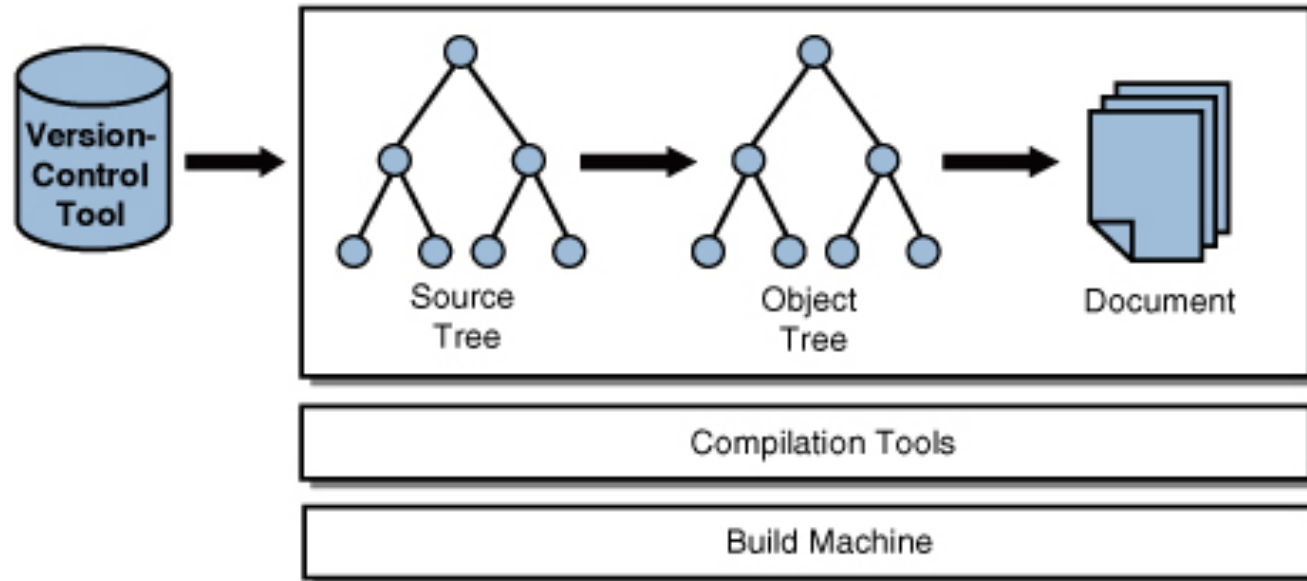 Version-
Control
Tool
Source
Tree
Object
Tree
Document
Compilation Tools
Build Machine